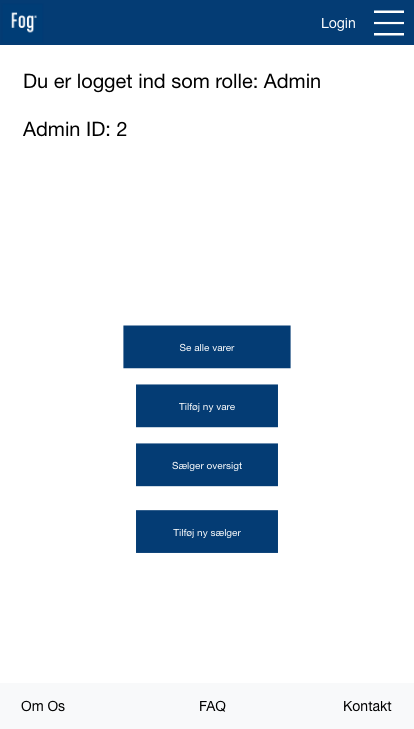 Fog
Login
Du er logget ind som rolle: Admin
Admin ID: 2
Se alle varer
Tilføj ny vare
Sælger oversigt
Tilføj ny sælger
Om Os
FAQ
Kontakt